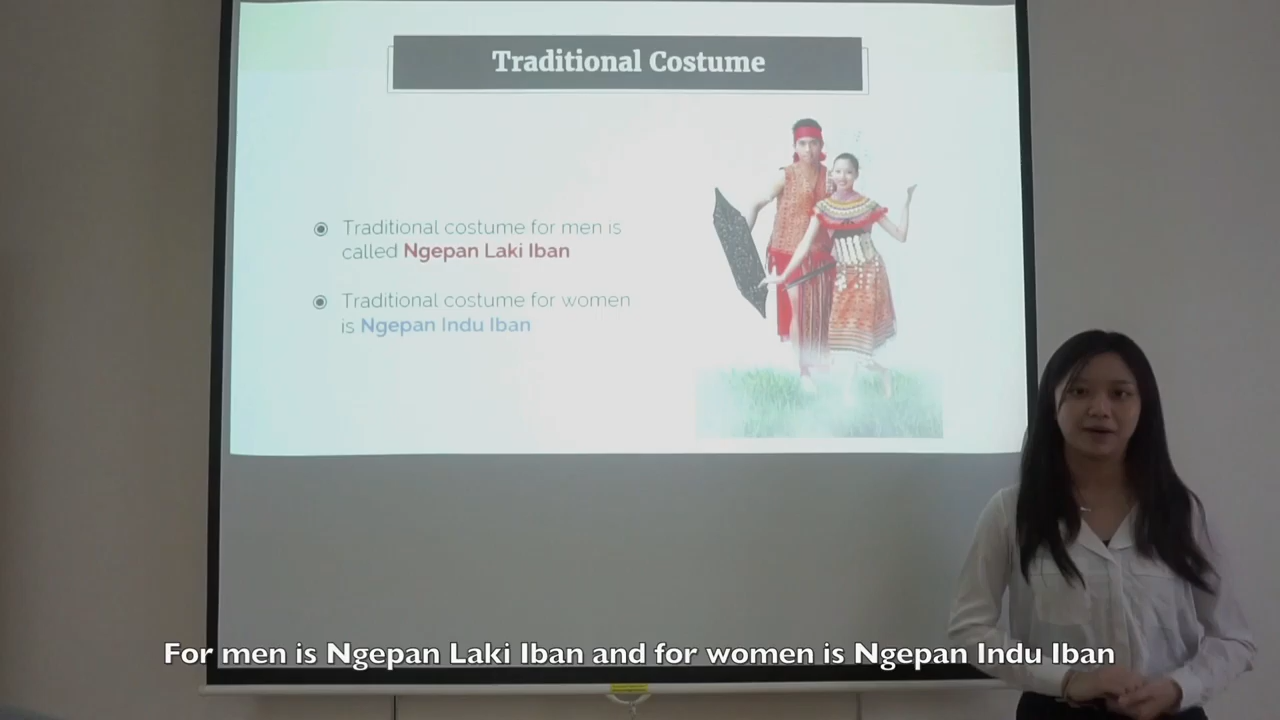 Traditional Costume
Traditional costume for men is
called Ngepan Laki Iban
Traditional costume for women
is Ngepan Indu Iban
For men is Ngepan Laki Iban and for women is Ngepan Indu Iban